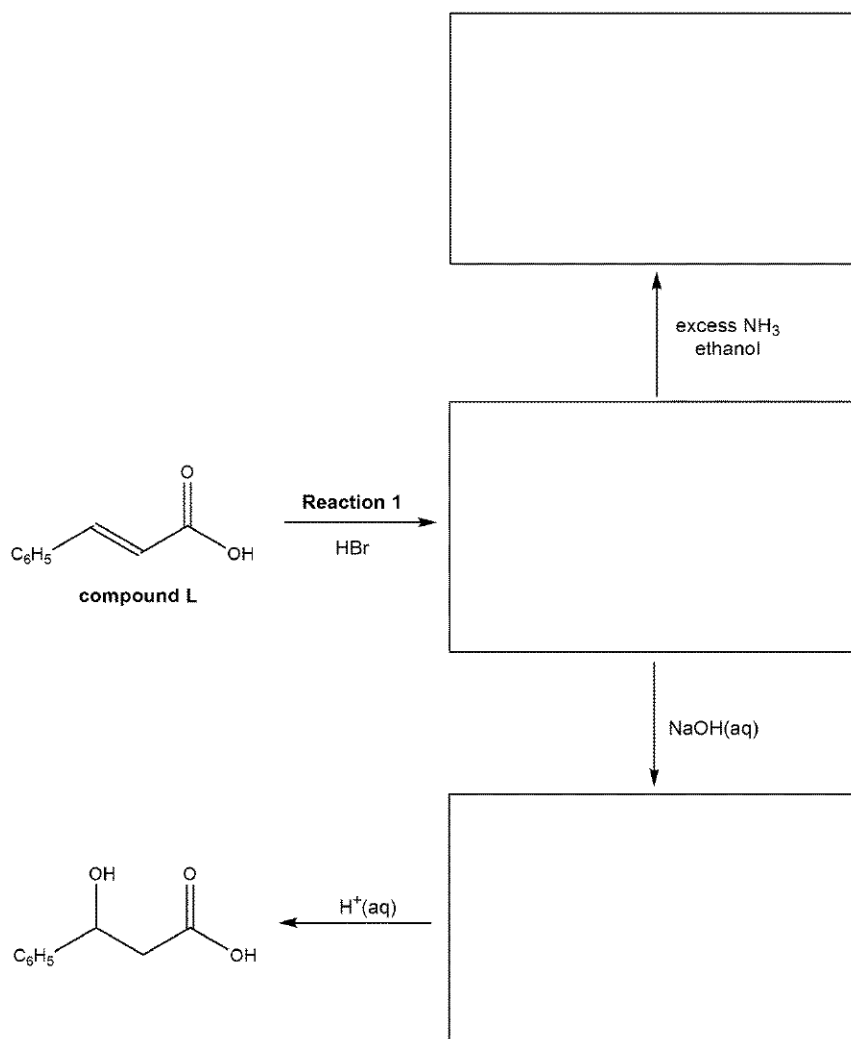 excess NH₃
ethanol
O
Reaction 1
C₆H₅
OH
HBr
compound L
NaOH(aq)
OH
O
H⁺(aq)
C₆H₅
OH